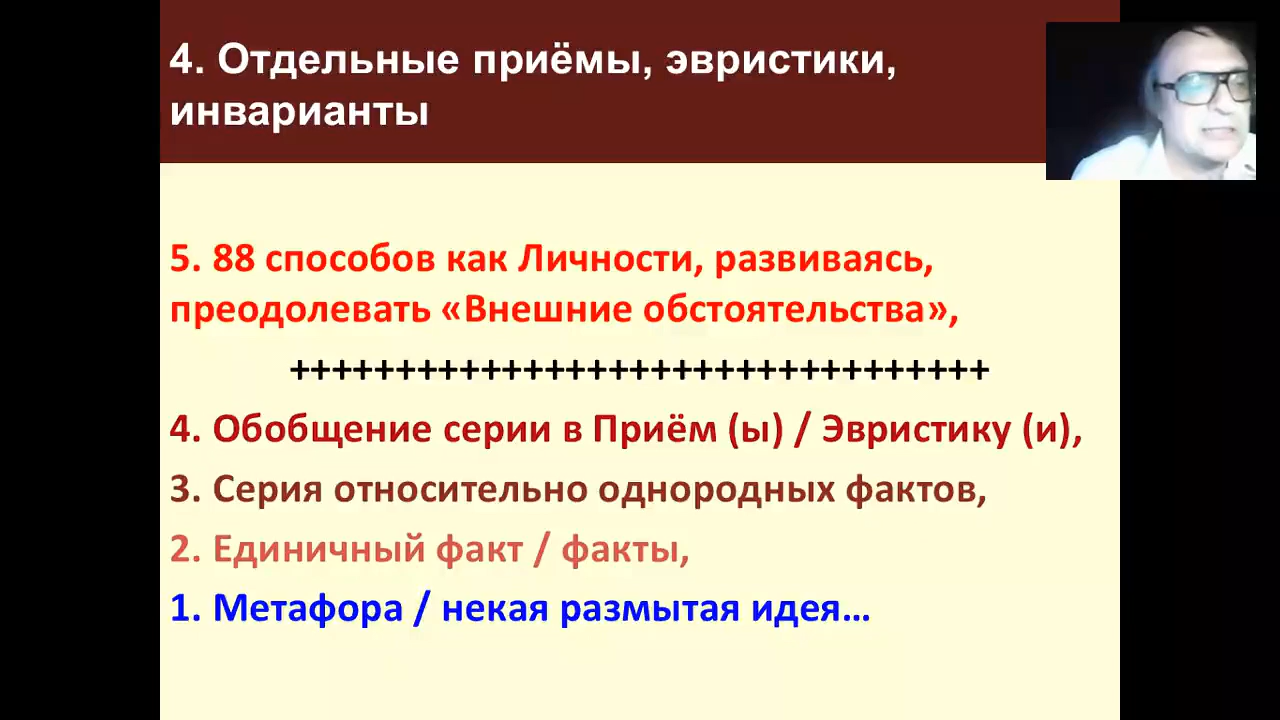 4. Отдельные приёмы, эвристики,
инварианты
5. 88 способов как Личности, развиваясь,
преодолевать «Внешние обстоятельства»,
+++++++++++++++++++++++++++++++++
4. Обобщение серии в Приём (ы) / Эвристику (и),
3. Серия относительно однородных фактов,
2. Единичный факт / факты,
1. Метафора / некая размытая идея...